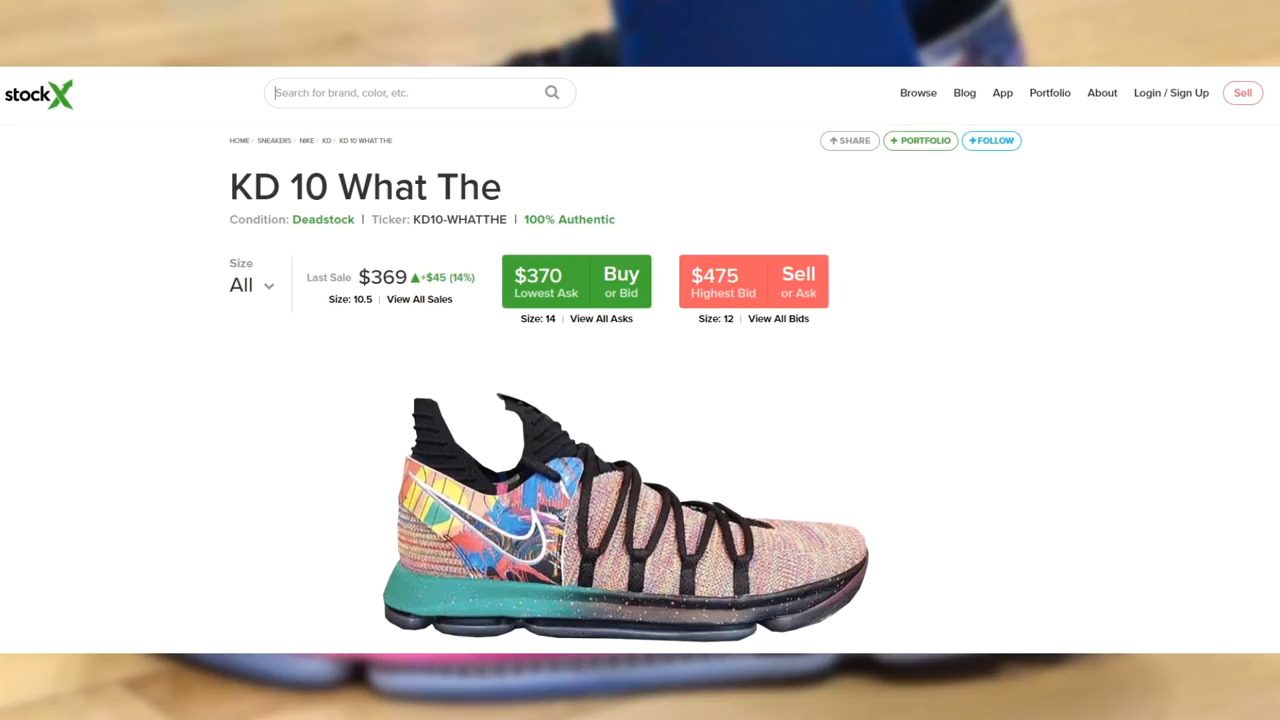 stockX
Search for brand, color, etc.
Browse Blog App Portfolio About Login / Sign Up Sell
HOME / SNEAKERS / NIKE / KD / KD 10 WHAT THE
SHARE + PORTFOLIO +FOLLOW
KD 10 What The
Condition: Deadstock | Ticker: KD10-WHATTHE | 100% Authentic
Size
All
Last Sale $369 ▲+$45 (14%)
Size: 10.5 | View All Sales
$370 Buy
Lowest Ask or Bid
Size: 14 | View All Asks
$475 Sell
Highest Bid or Ask
Size: 12 | View All Bids